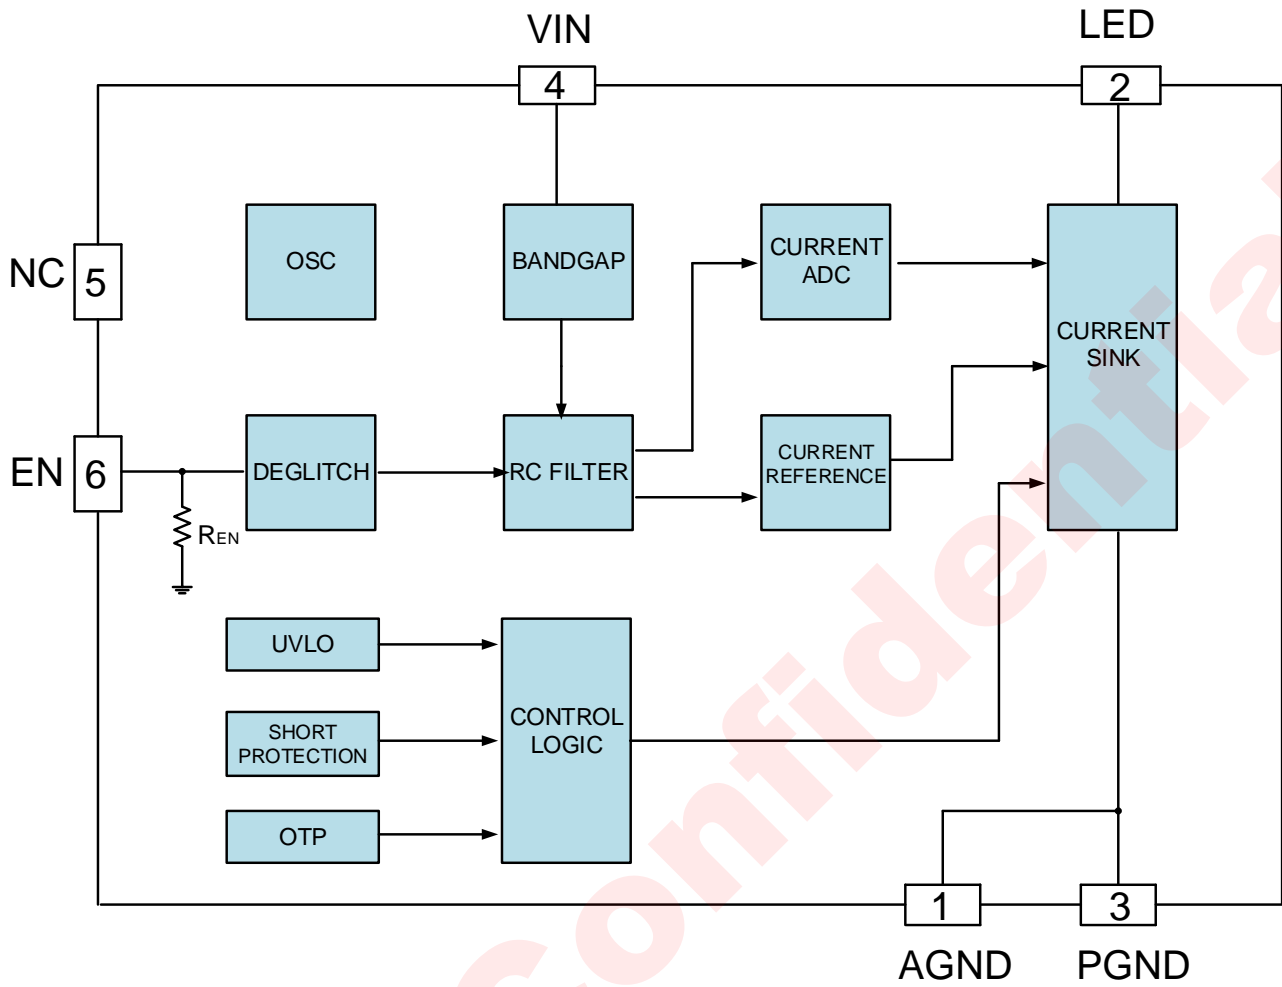 VIN
LED
4
2
OSC
BANDGAP
CURRENT
ADC
NC
5
CURRENT
SINK
EN
6
DEGLITCH
RC FILTER
CURRENT
REFERENCE
REN
UVLO
SHORT
PROTECTION
OTP
CONTROL
LOGIC
1
3
AGND
PGND
Confidential